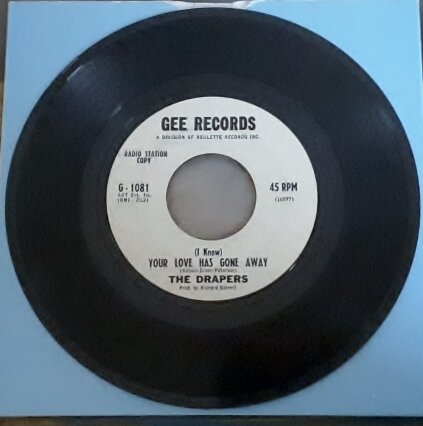 GEE RECORDS
A DIVISION OF ROULETTE RECORDS INC.
RADIO STATION
COPY
G-1081
45 RPM
(I Know)
YOUR LOVE HAS GONE AWAY
THE DRAPERS
Prod. by Richard Barrett